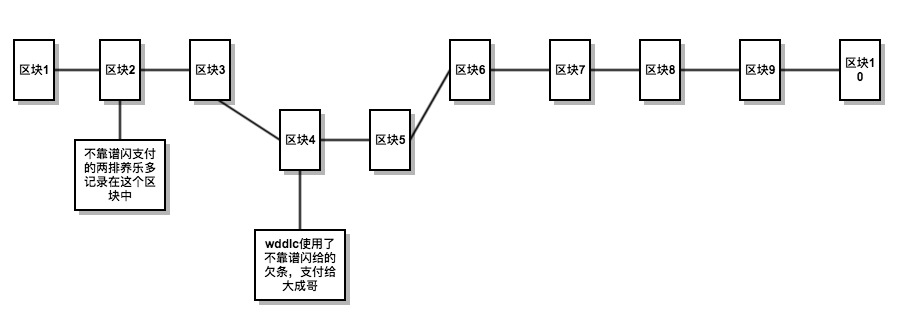 区块1
区块2
区块3
区块4
区块5
区块6
区块7
区块8
区块9
区块1
0
不靠谱闪支付
的两排养乐多
记录在这个区
块中
wddlc使用了
不靠谱闪给的
欠条，支付给
大成哥